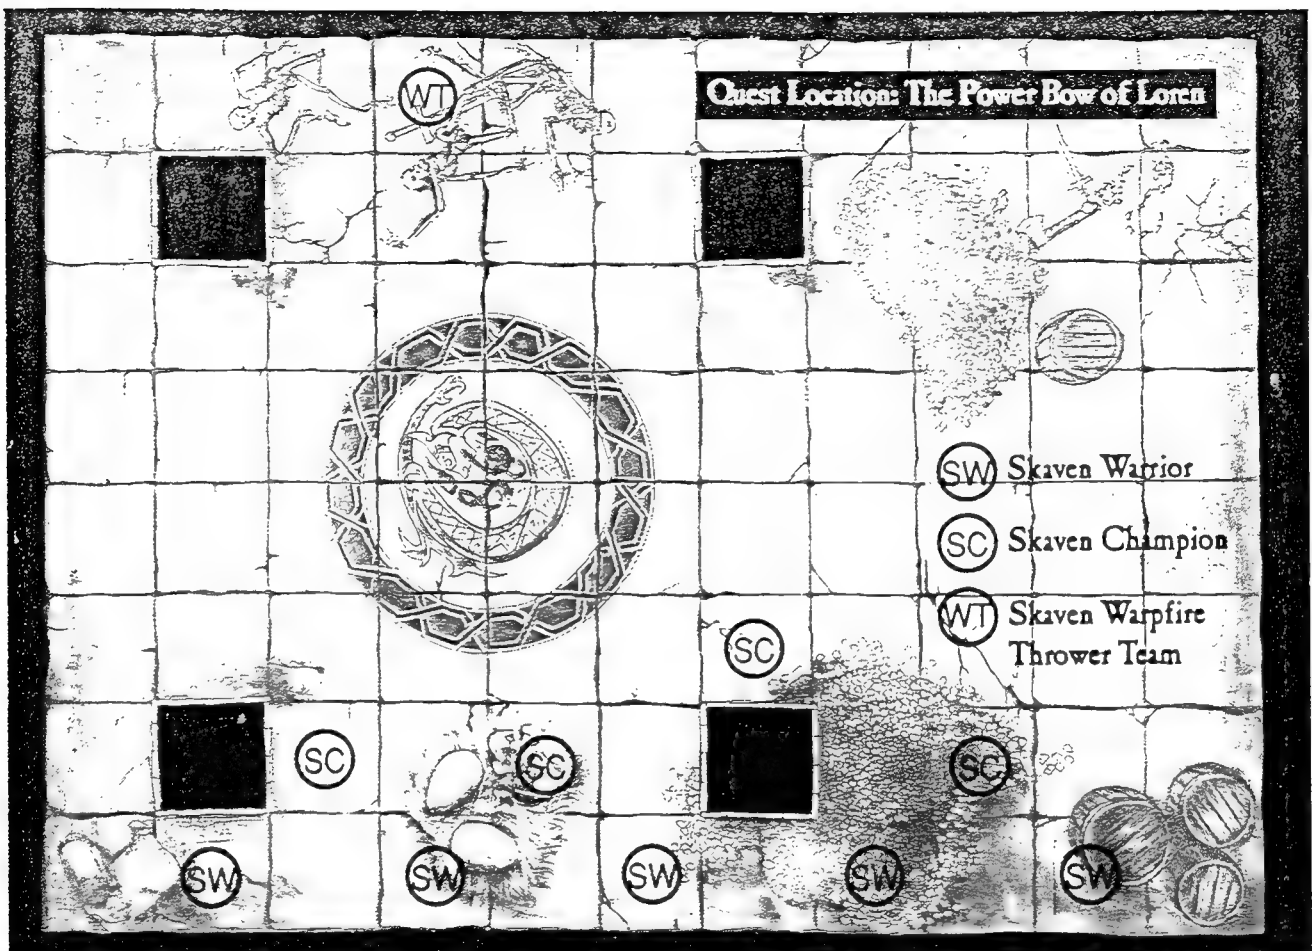 WT
Quest Location: The Power Bow of Loren
SW Skaven Warrior
SC Skaven Champion
WT Skaven Warpfire
Thrower Team
SC
SC
SC
SC
SW
SW
SW
SW
SW